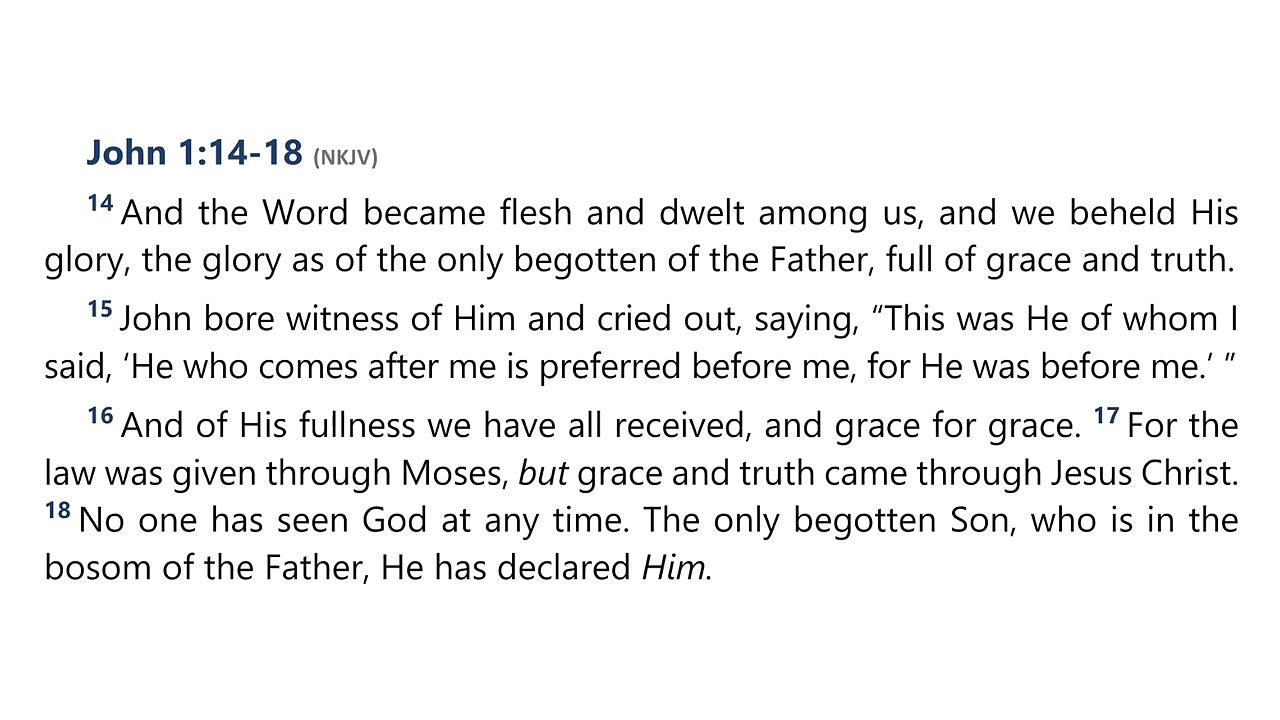 John 1:14-18 (NKJV)
14 And the Word became flesh and dwelt among us, and we beheld His
glory, the glory as of the only begotten of the Father, full of grace and truth.
15 John bore witness of Him and cried out, saying, “This was He of whom I
said, ‘He who comes after me is preferred before me, for He was before me.’ ”
16 And of His fullness we have all received, and grace for grace. 17 For the
law was given through Moses, but grace and truth came through Jesus Christ.
18 No one has seen God at any time. The only begotten Son, who is in the
bosom of the Father, He has declared Him.